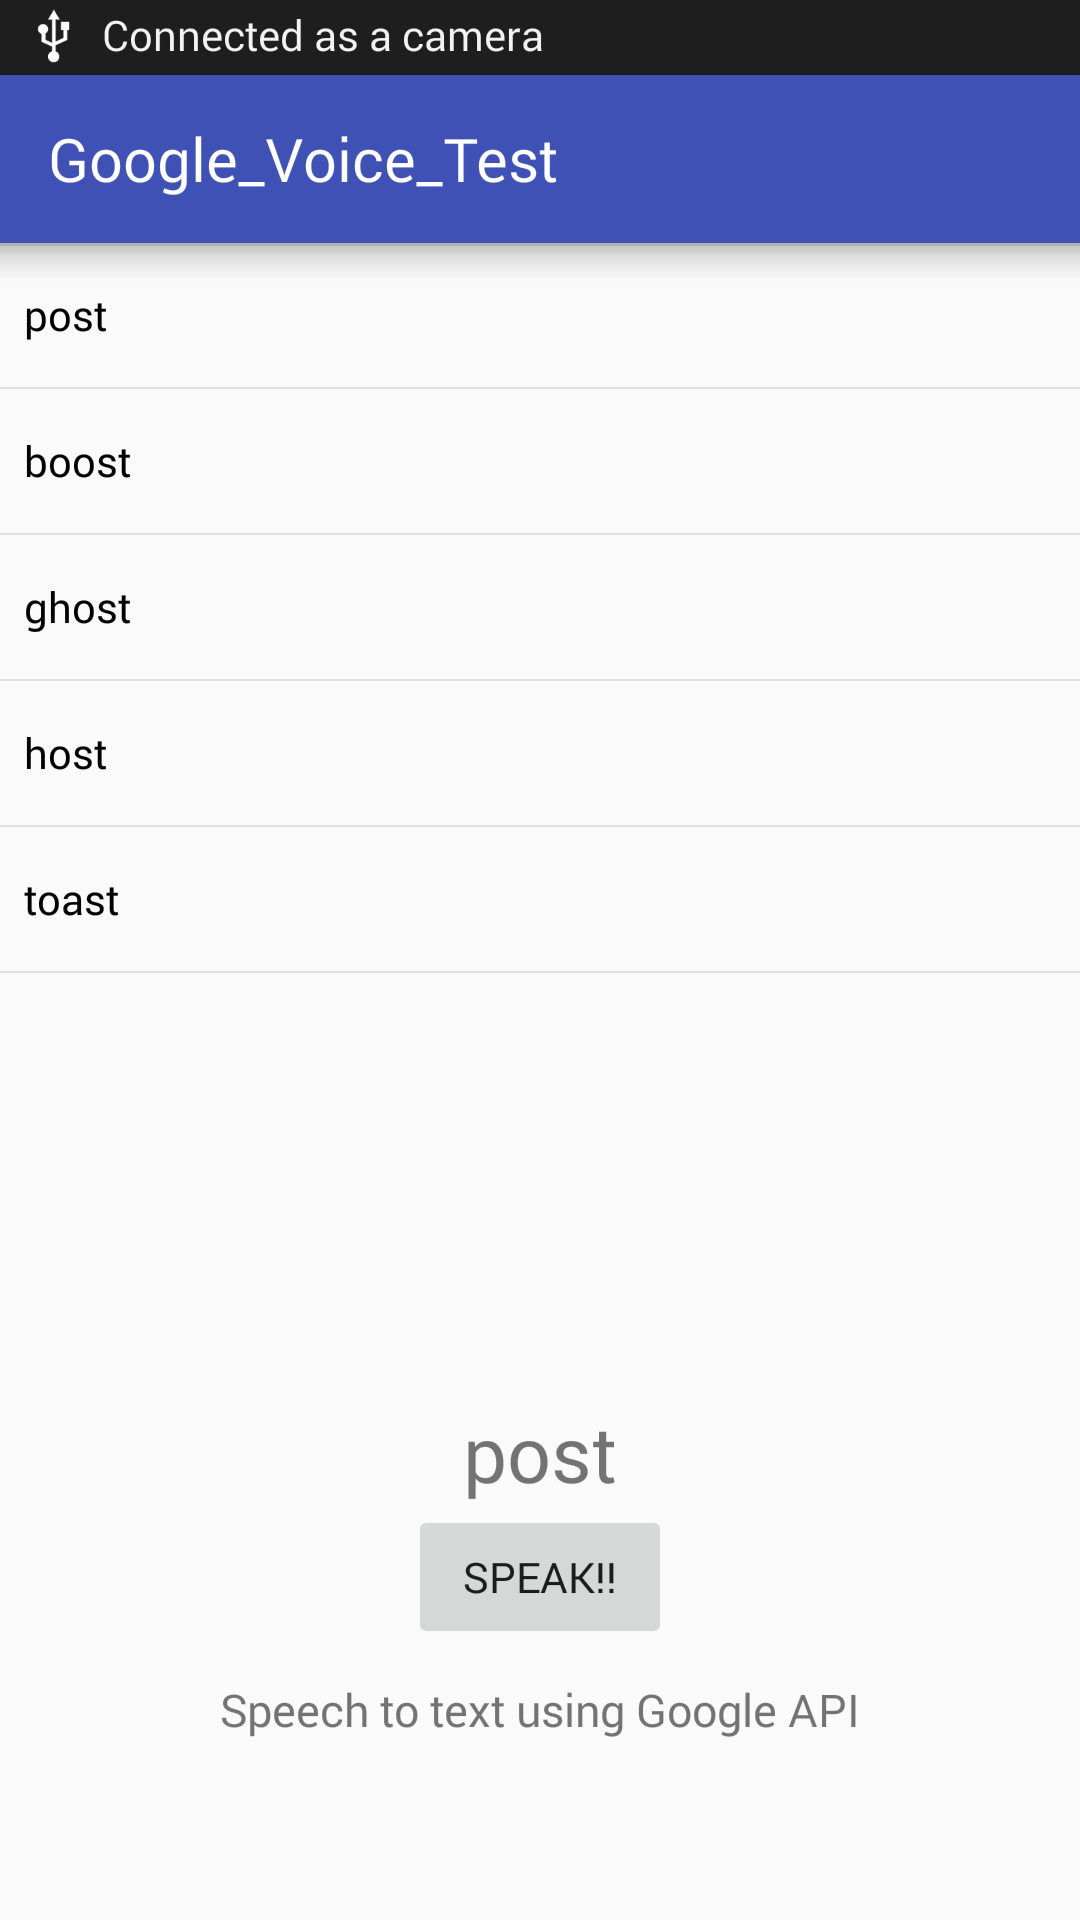 Connected as a camera
Google_Voice_Test
post
boost
ghost
host
toast
post
SPEAK!!
Speech to text using Google API